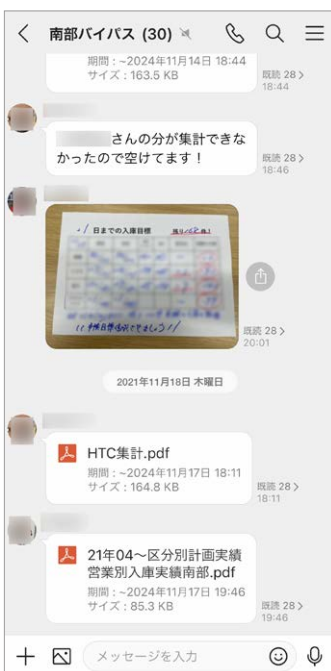 南部バイパス (30)
期間：~2024年11月14日 18:44
サイズ：163.5 KB
既読 28
18:44
さんの分が集計できな
かったので空けてます！
既読 28
18:46
日までの入庫目標
既読 28
20:01
2021年11月18日 木曜日
HTC集計.pdf
期間：~2024年11月17日 18:11
サイズ：164.8 KB
既読 28
18:11
21年04～区分別計画実績
営業別入庫実績南部.pdf
期間：~2024年11月17日 19:46
サイズ：85.3 KB
既読 28
19:46
メッセージを入力